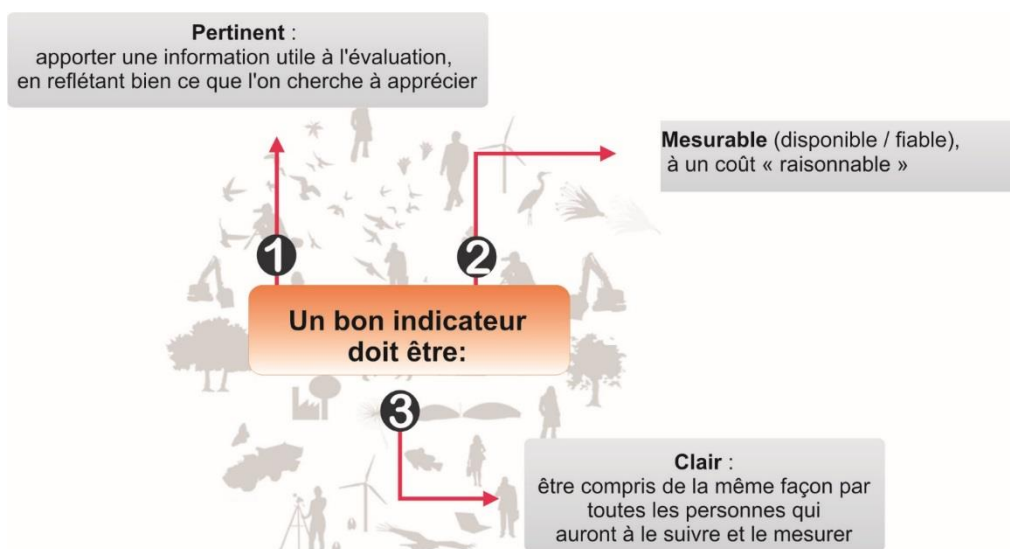 Pertinent :
apporter une information utile à l'évaluation,
en reflétant bien ce que l'on cherche à apprécier
Mesurable (disponible / fiable),
à un coût « raisonnable »
1
2
Un bon indicateur
doit être:
3
Clair :
être compris de la même façon par
toutes les personnes qui
auront à le suivre et le mesurer